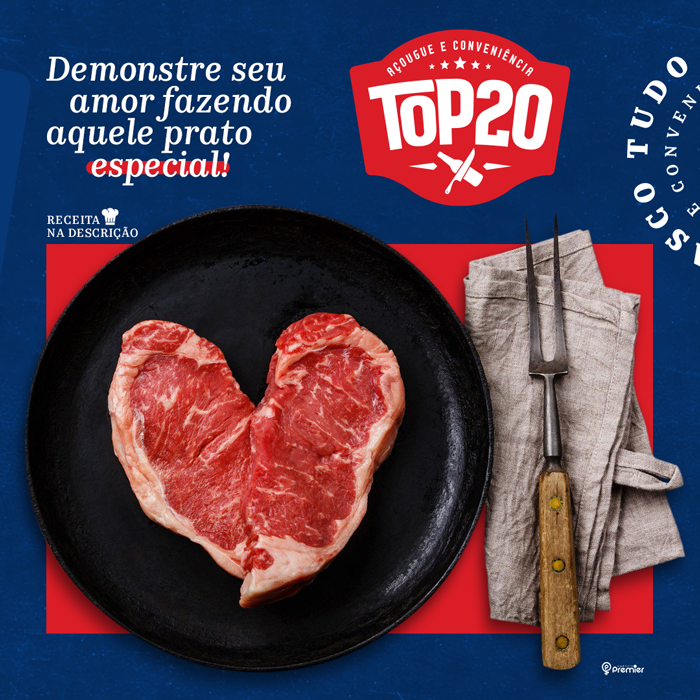 Demonstre seu
amor fazendo
aquele prato
especial!
RECEITA
NA DESCRIÇÃO
AÇOUGUE E CONVENIÊNCIA
TOP20
TUDO
SCO
E CONVEN
Premier